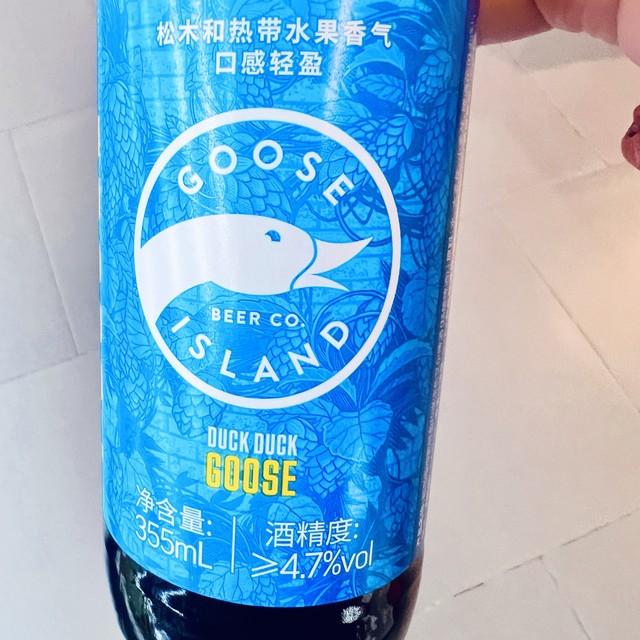 松木和热带水果香气
口感轻盈
GOOSE
BEER CO.
ISLAND
DUCK DUCK
GOOSE
净含量:
355mL
酒精度:
≥4.7%vol